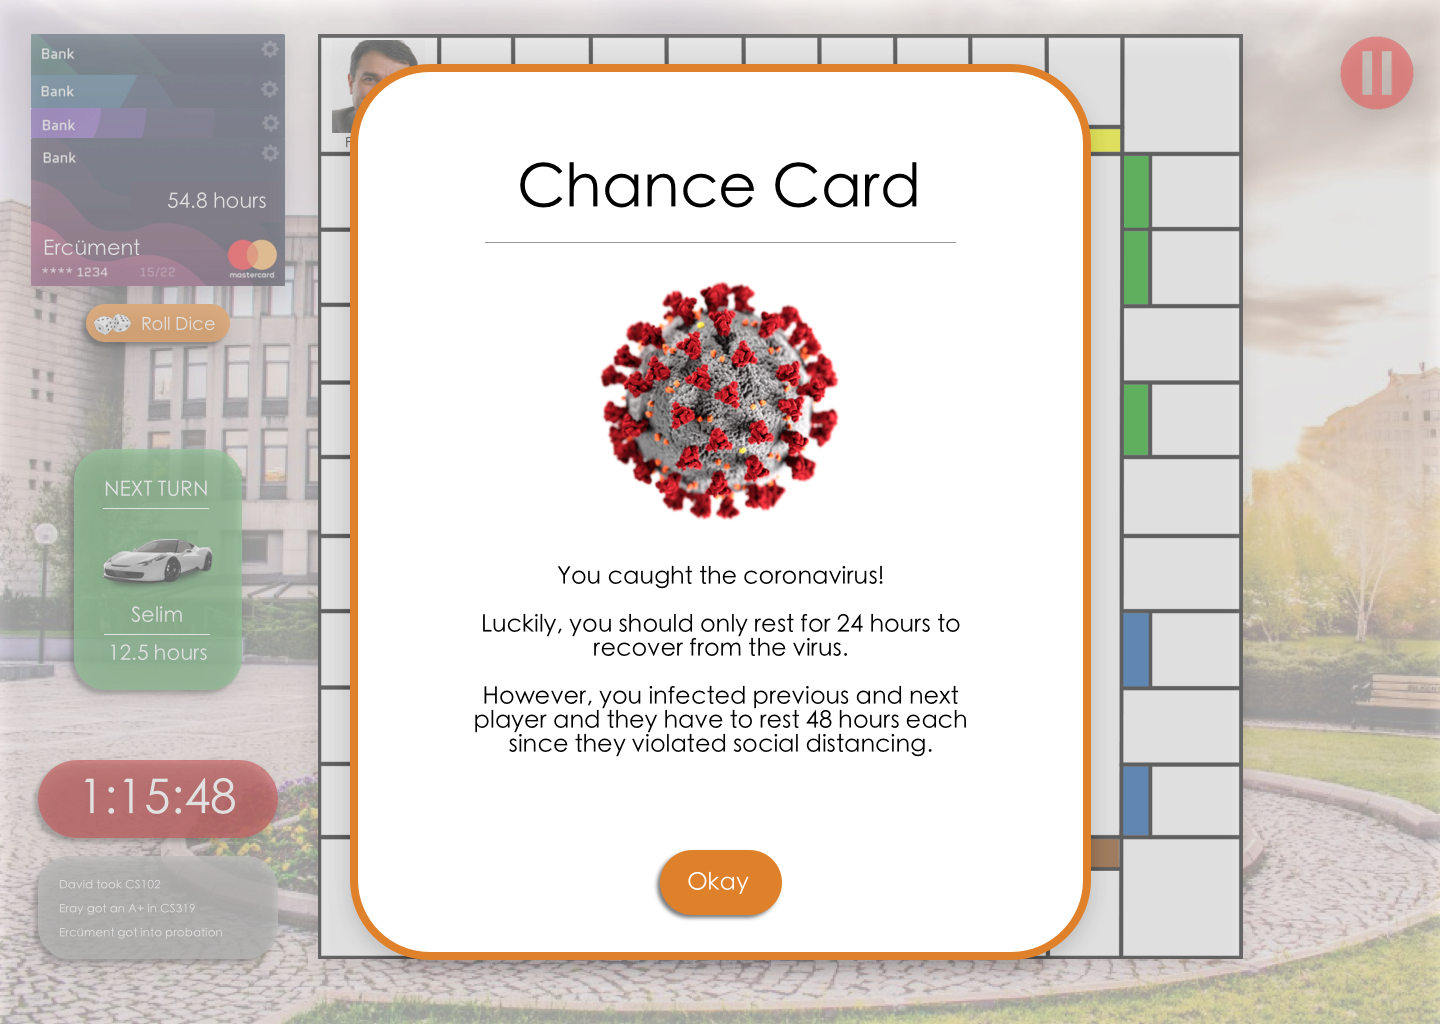 Bank
Bank
Bank
Bank
54.8 hours
Ercüment
**** 1234 15/22
mastercard
Roll Dice
NEXT TURN
Selim
12.5 hours
1:15:48
David took CS102
Eray got an A+ in CS319
Ercüment got into probation
Chance Card
You caught the coronavirus!
Luckily, you should only rest for 24 hours to
recover from the virus.
However, you infected previous and next
player and they have to rest 48 hours each
since they violated social distancing.
Okay